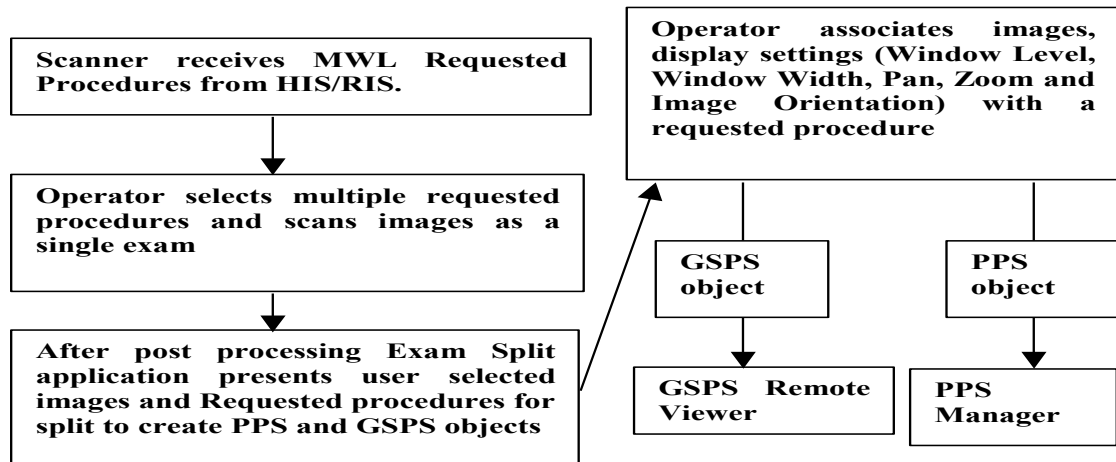 Scanner receives MWL Requested
Procedures from HIS/RIS.
Operator selects multiple requested
procedures and scans images as a
single exam
After post processing Exam Split
application presents user selected
images and Requested procedures for
split to create PPS and GSPS objects
Operator associates images,
display settings (Window Level,
Window Width, Pan, Zoom and
Image Orientation) with a
requested procedure
GSPS
object
PPS
object
GSPS Remote
Viewer
PPS
Manager